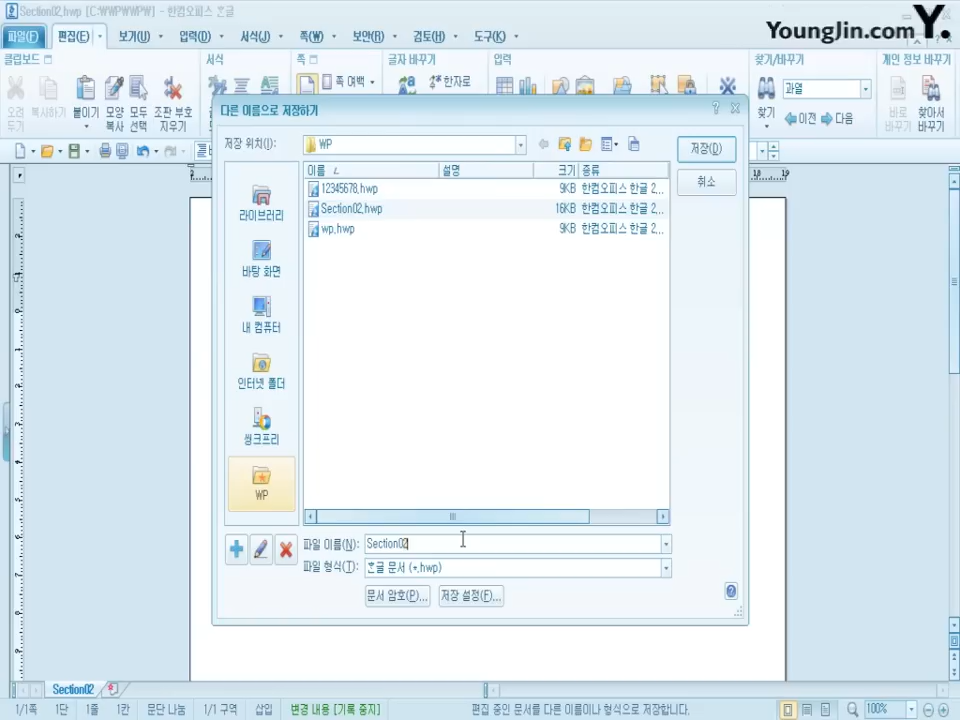 Section02.hwp [C:\WWPWWPW] - 한컴오피스 한글
YoungJin.com Y.
파일(F) 편집(E) 보기(U) 입력(D) 서식(J) 쪽(W) 보안(B) 검토(H) 도구(K)
클립보드 서식 쪽 글자 바꾸기 입력 찾기/바꾸기 개인 정보 바꾸기
쪽 여백 한자로 과열
오려 두기 복사하기 붙이기 모양 복사 모두 선택 조판 부호 지우기 찾기 이전 다음 바로 바꾸기 찾아서 바꾸기
다른 이름으로 저장하기
저장 위치(I): WP 저장(D)
이름 설명 크기 종류 취소
12345678.hwp 9KB 한컴오피스 한글 2...
Section02.hwp 16KB 한컴오피스 한글 2...
wp.hwp 9KB 한컴오피스 한글 2...
라이브러리
바탕 화면
내 컴퓨터
인터넷 폴더
씽크프리
WP
파일 이름(N): Section02
파일 형식(T): 한글 문서 (*.hwp)
문서 암호(P)... 저장 설정(F)...
18 19
Section02
1/1쪽 1단 1줄 1칸 문단 나눔 1/1 구역 삽입 변경 내용 [기록 중지] 편집 중인 문서를 다른 이름이나 형식으로 저장합니다. 100%